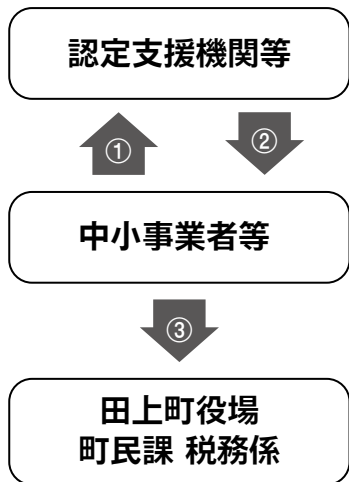 認定支援機関等
①
②
中小事業者等
③
田上町役場
町民課 税務係